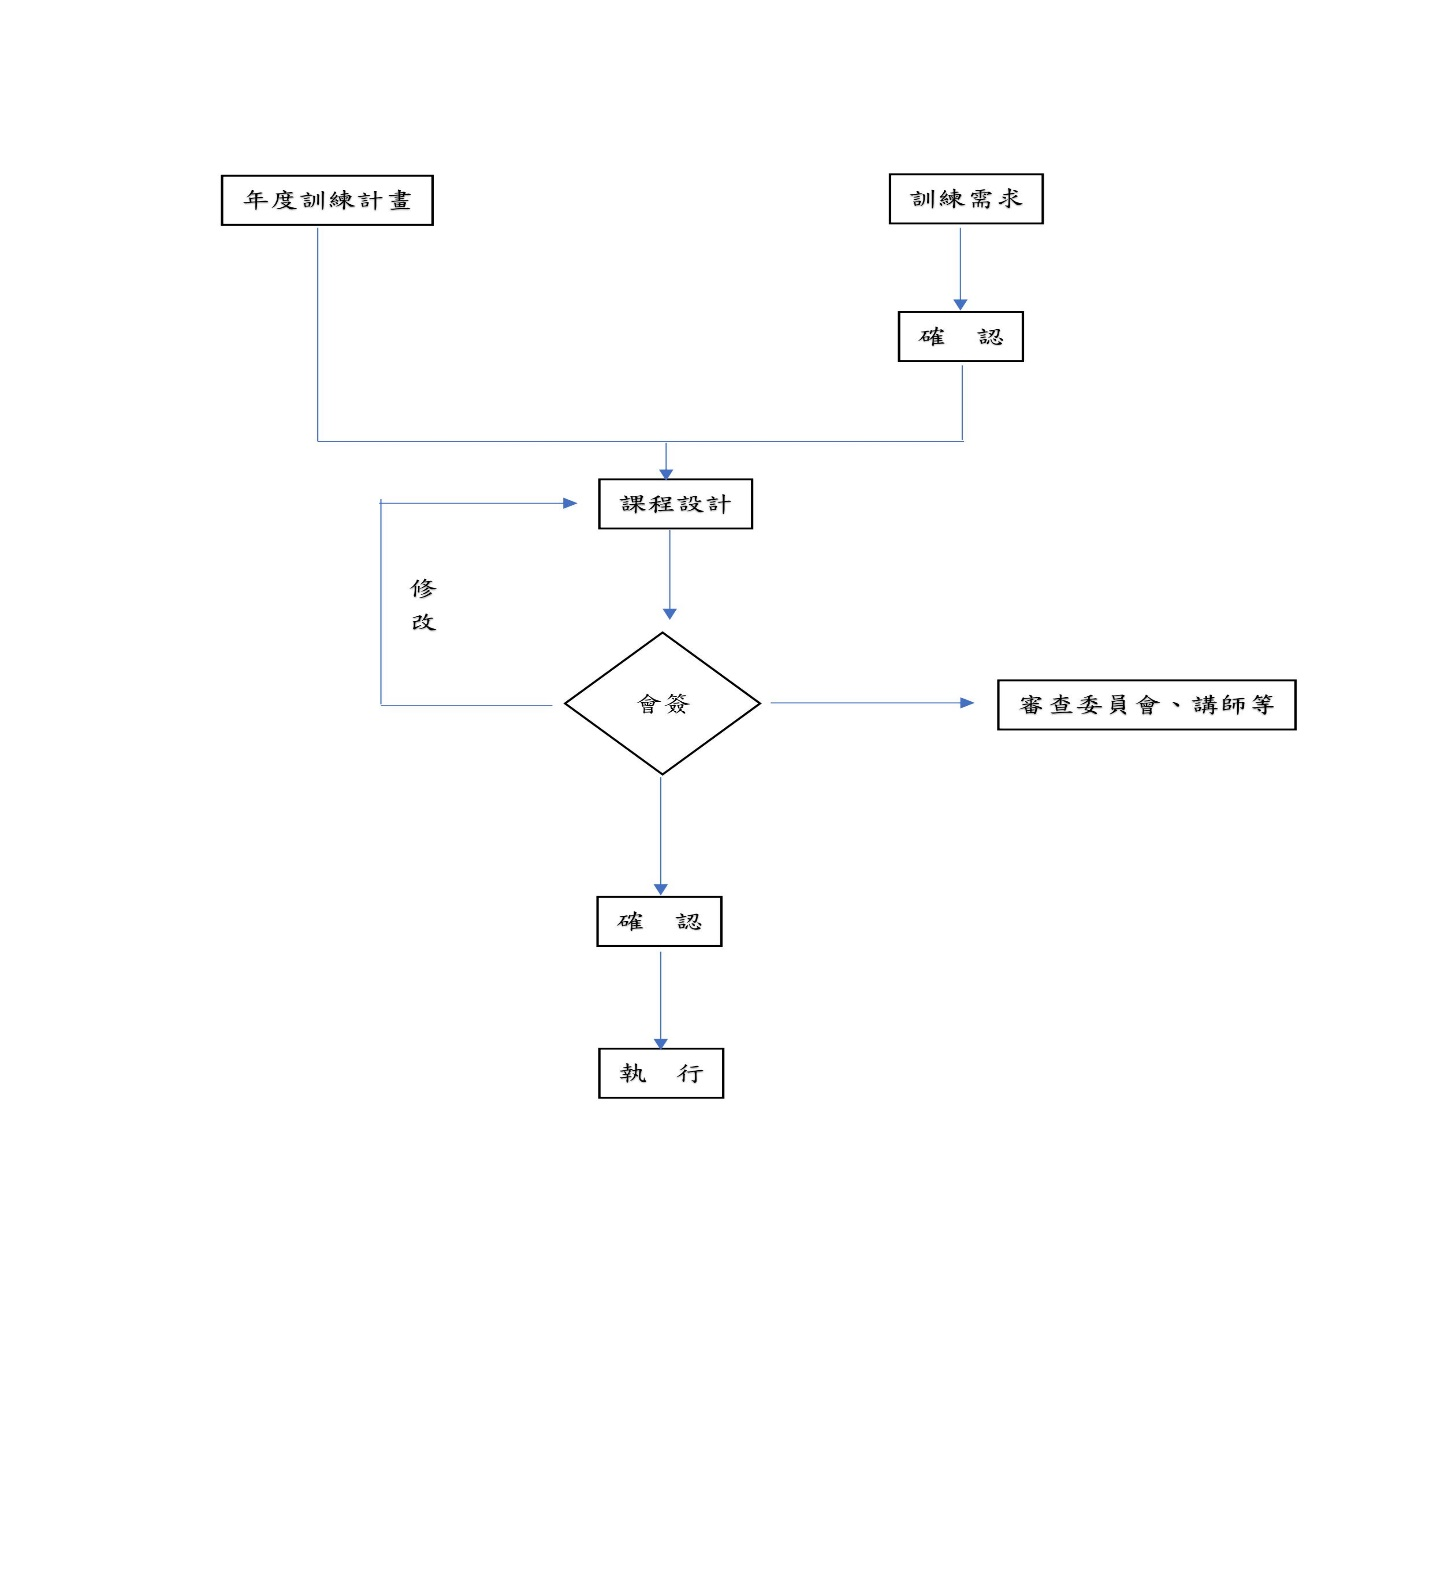 年度訓練計畫
訓練需求
確 認
課程設計
修
改
會簽
審查委員會、講師等
確 認
執 行